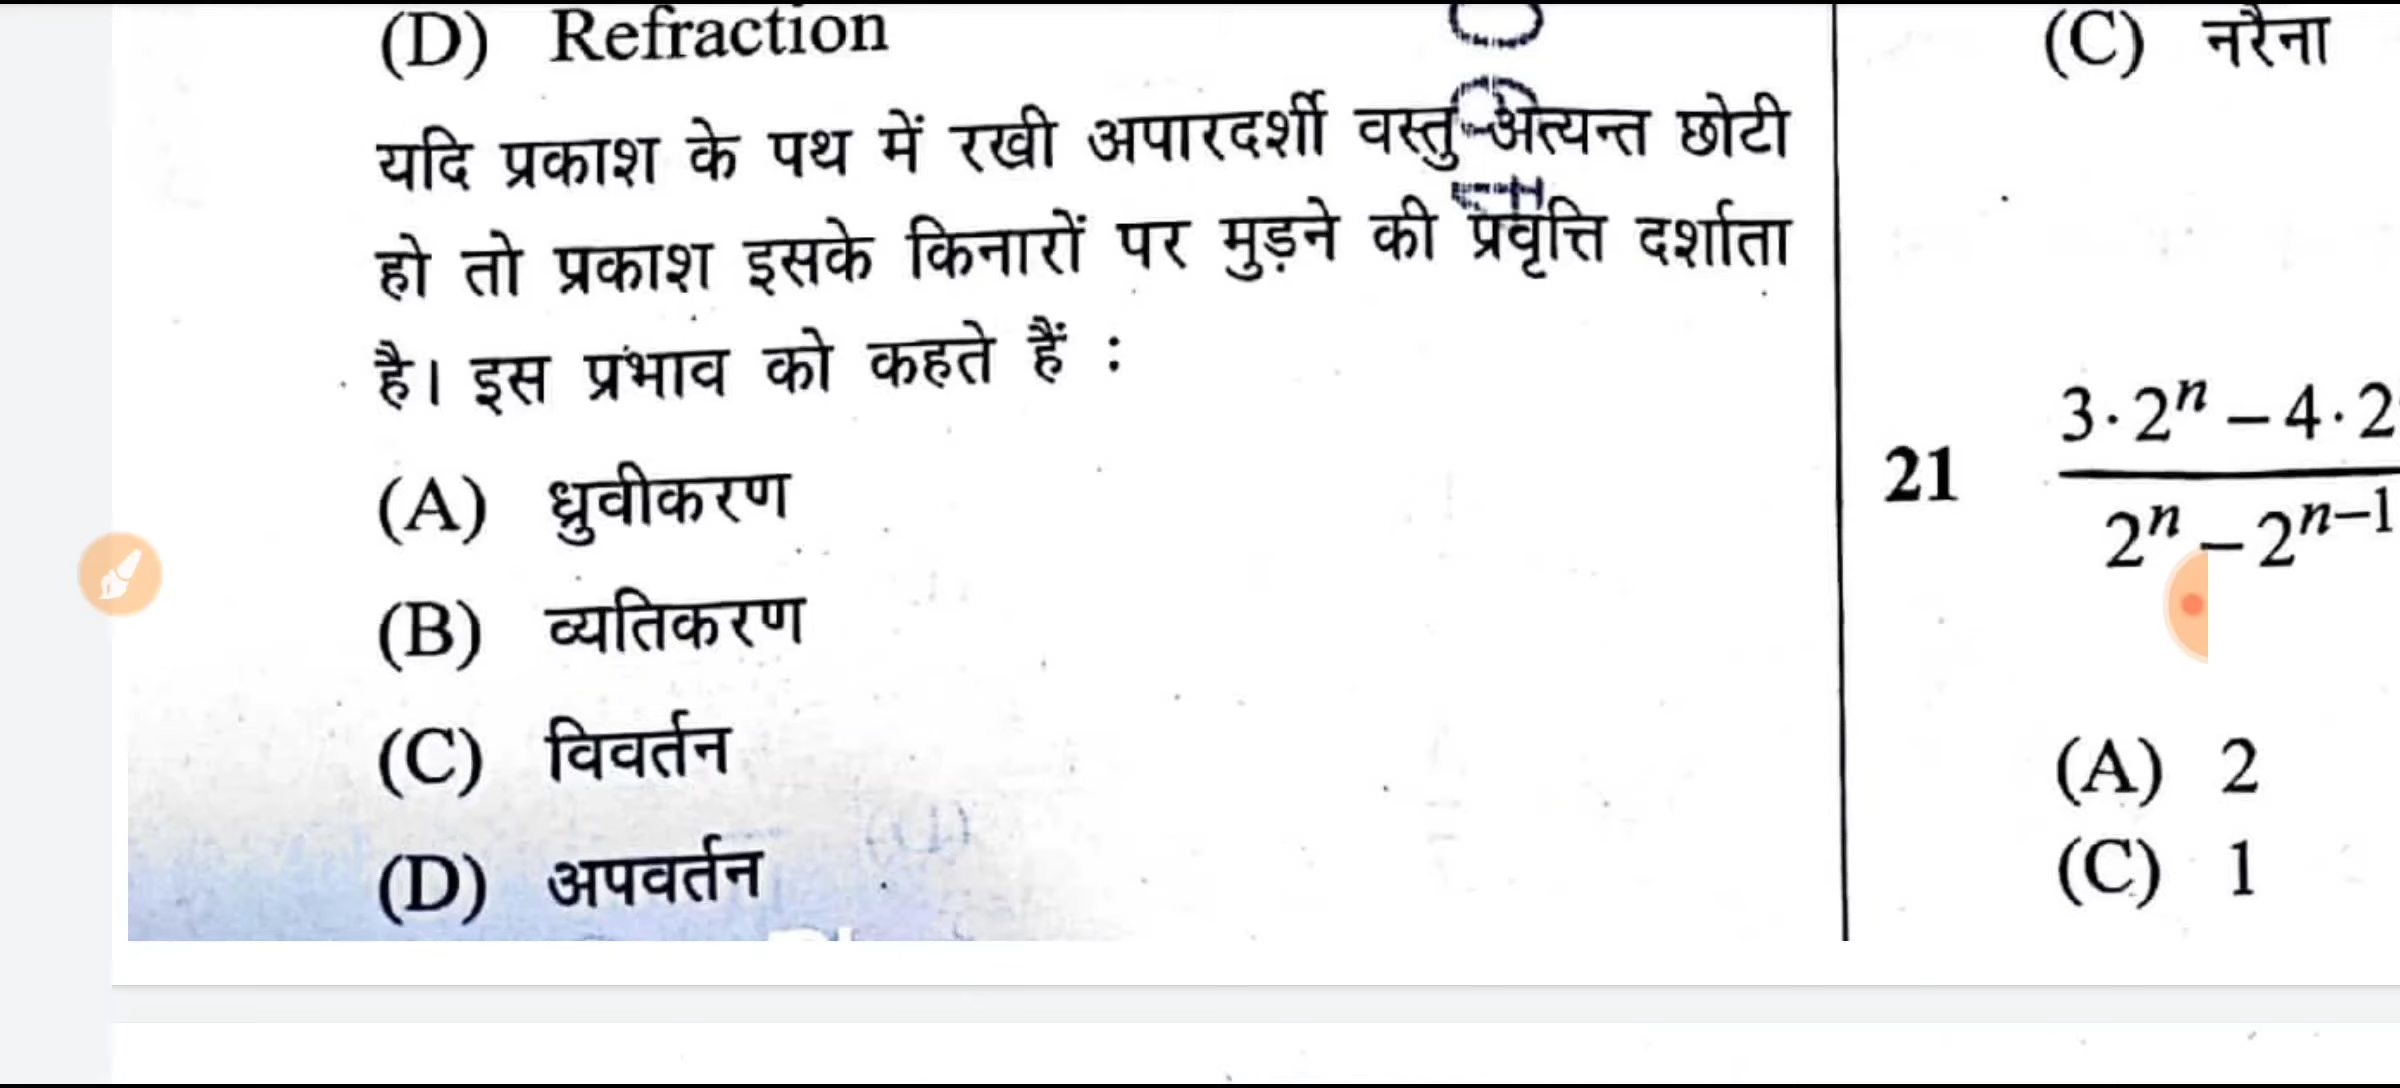 (D) Refraction
यदि प्रकाश के पथ में रखी अपारदर्शी वस्तु अत्यन्त छोटी
हो तो प्रकाश इसके किनारों पर मुड़ने की प्रवृत्ति दर्शाता
है। इस प्रभाव को कहते हैं :
(A) ध्रुवीकरण
(B) व्यतिकरण
(C) विवर्तन
(D) अपवर्तन
(C) नरैना
21
3·2ⁿ – 4·2
2ⁿ – 2ⁿ⁻¹
(A) 2
(C) 1